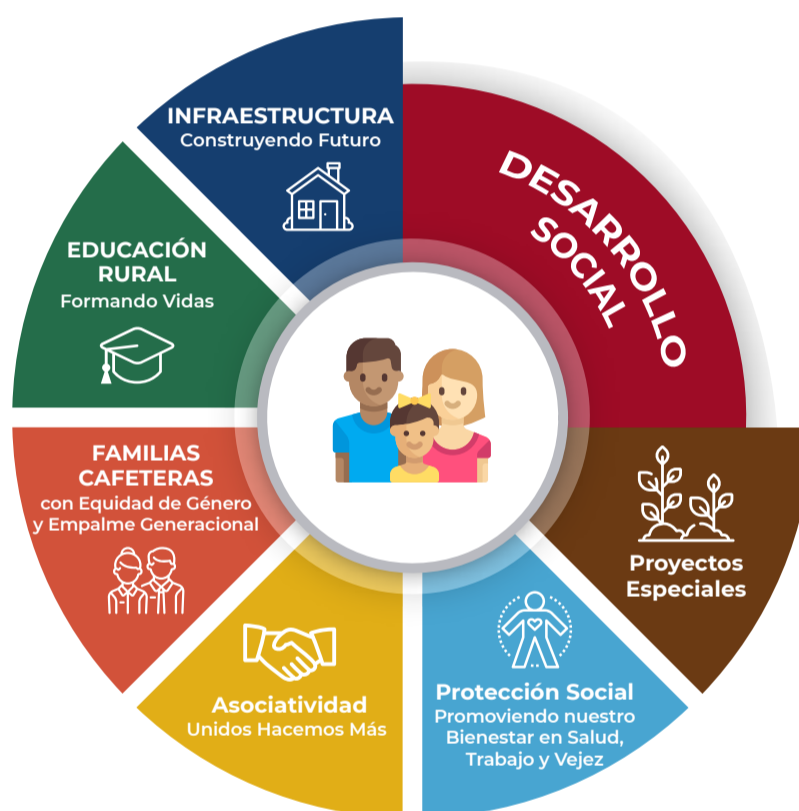 DESARROLLO
SOCIAL
INFRAESTRUCTURA
Construyendo Futuro
EDUCACIÓN
RURAL
Formando Vidas
FAMILIAS
CAFETERAS
con Equidad de Género
y Empalme Generacional
Asociatividad
Unidos Hacemos Más
Protección Social
Promoviendo nuestro
Bienestar en Salud,
Trabajo y Vejez
Proyectos
Especiales